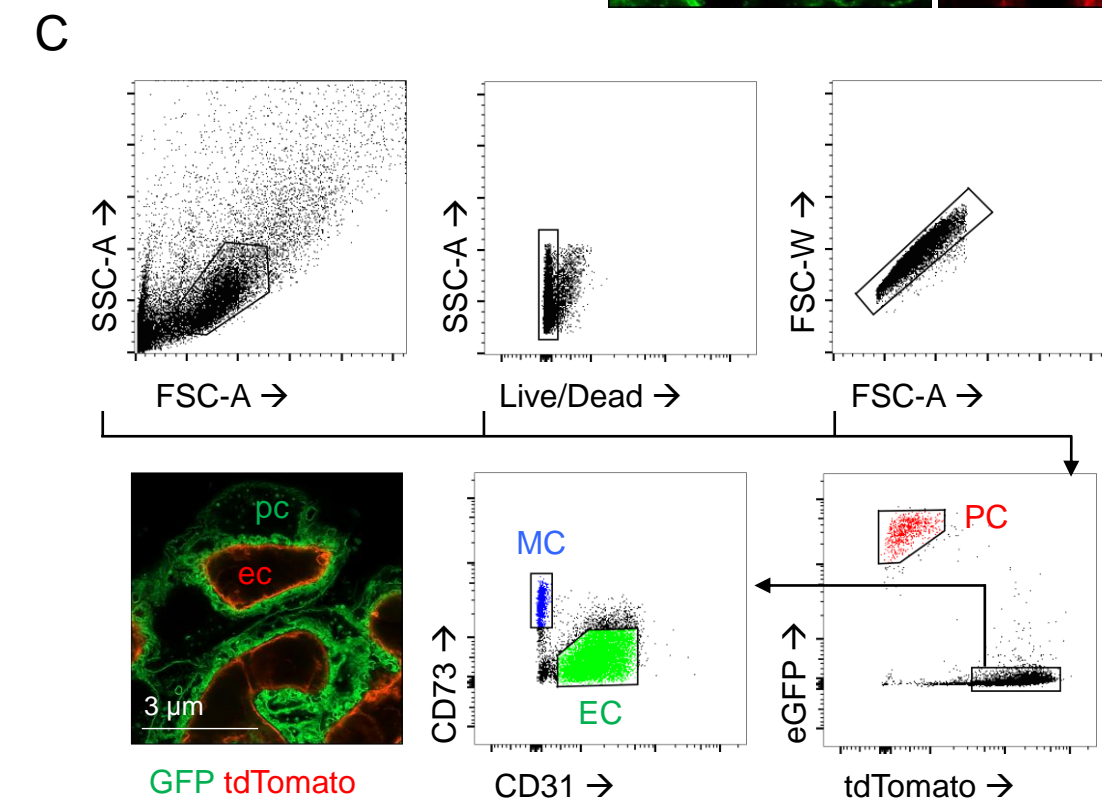 C
SSC-A →
FSC-A →
SSC-A →
Live/Dead →
FSC-W →
FSC-A →
pc
ec
3 µm
GFP tdTomato
MC
EC
CD73 →
CD31 →
PC
eGFP →
tdTomato →